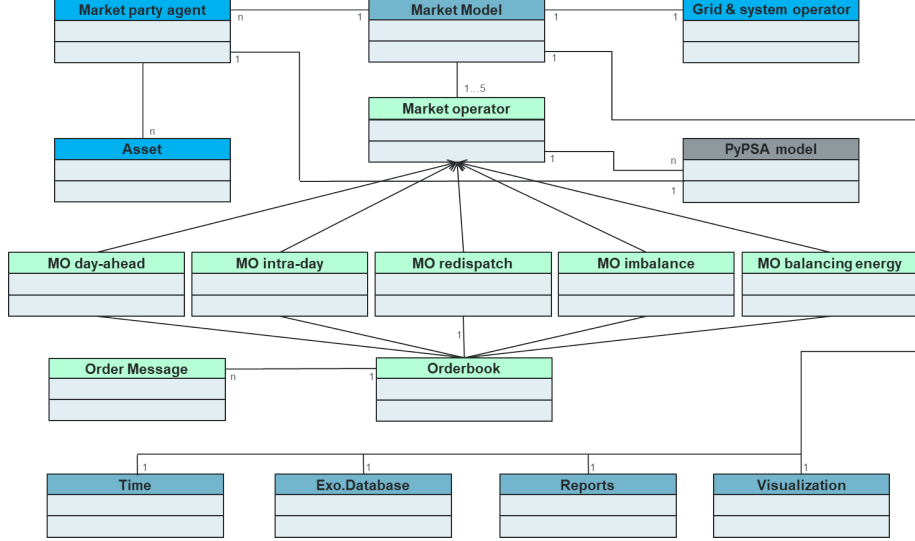 Market party agent
n
1
Market Model
1
1
Grid & system operator
1
1
1...5
Market operator
Asset
n
1
n
1
PyPSA model
MO day-ahead
MO intra-day
MO redispatch
MO imbalance
MO balancing energy
1
Order Message
n
1
Orderbook
1
1
1
1
Time
Exo.Database
Reports
Visualization